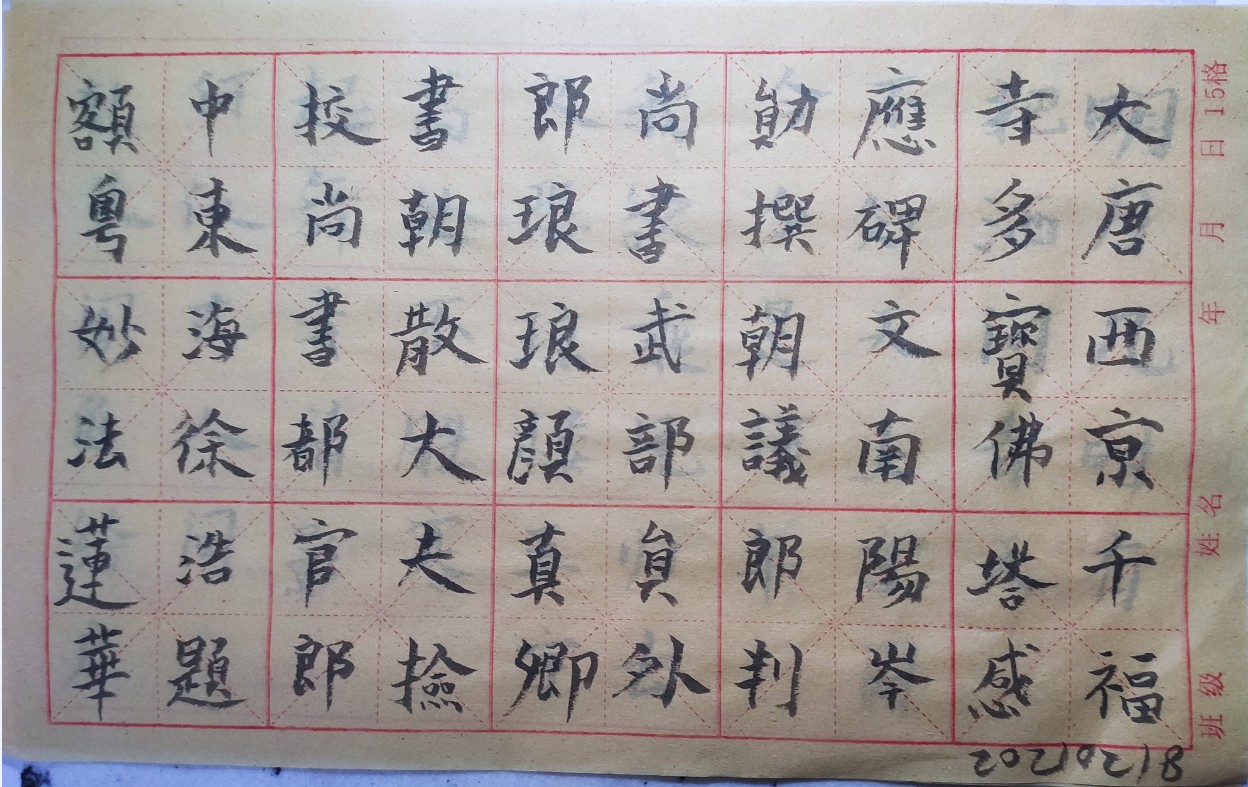 大唐西京千福
寺多寶佛塔感
應碑文南陽岑
勛撰朝議郎判
尚書武部員外
郎琅琅顏真卿
書朝散大夫撿
校尚書都官郎
中東海徐浩題
額粵妙法蓮華
班级 姓名 年 月 日 15格
20210218